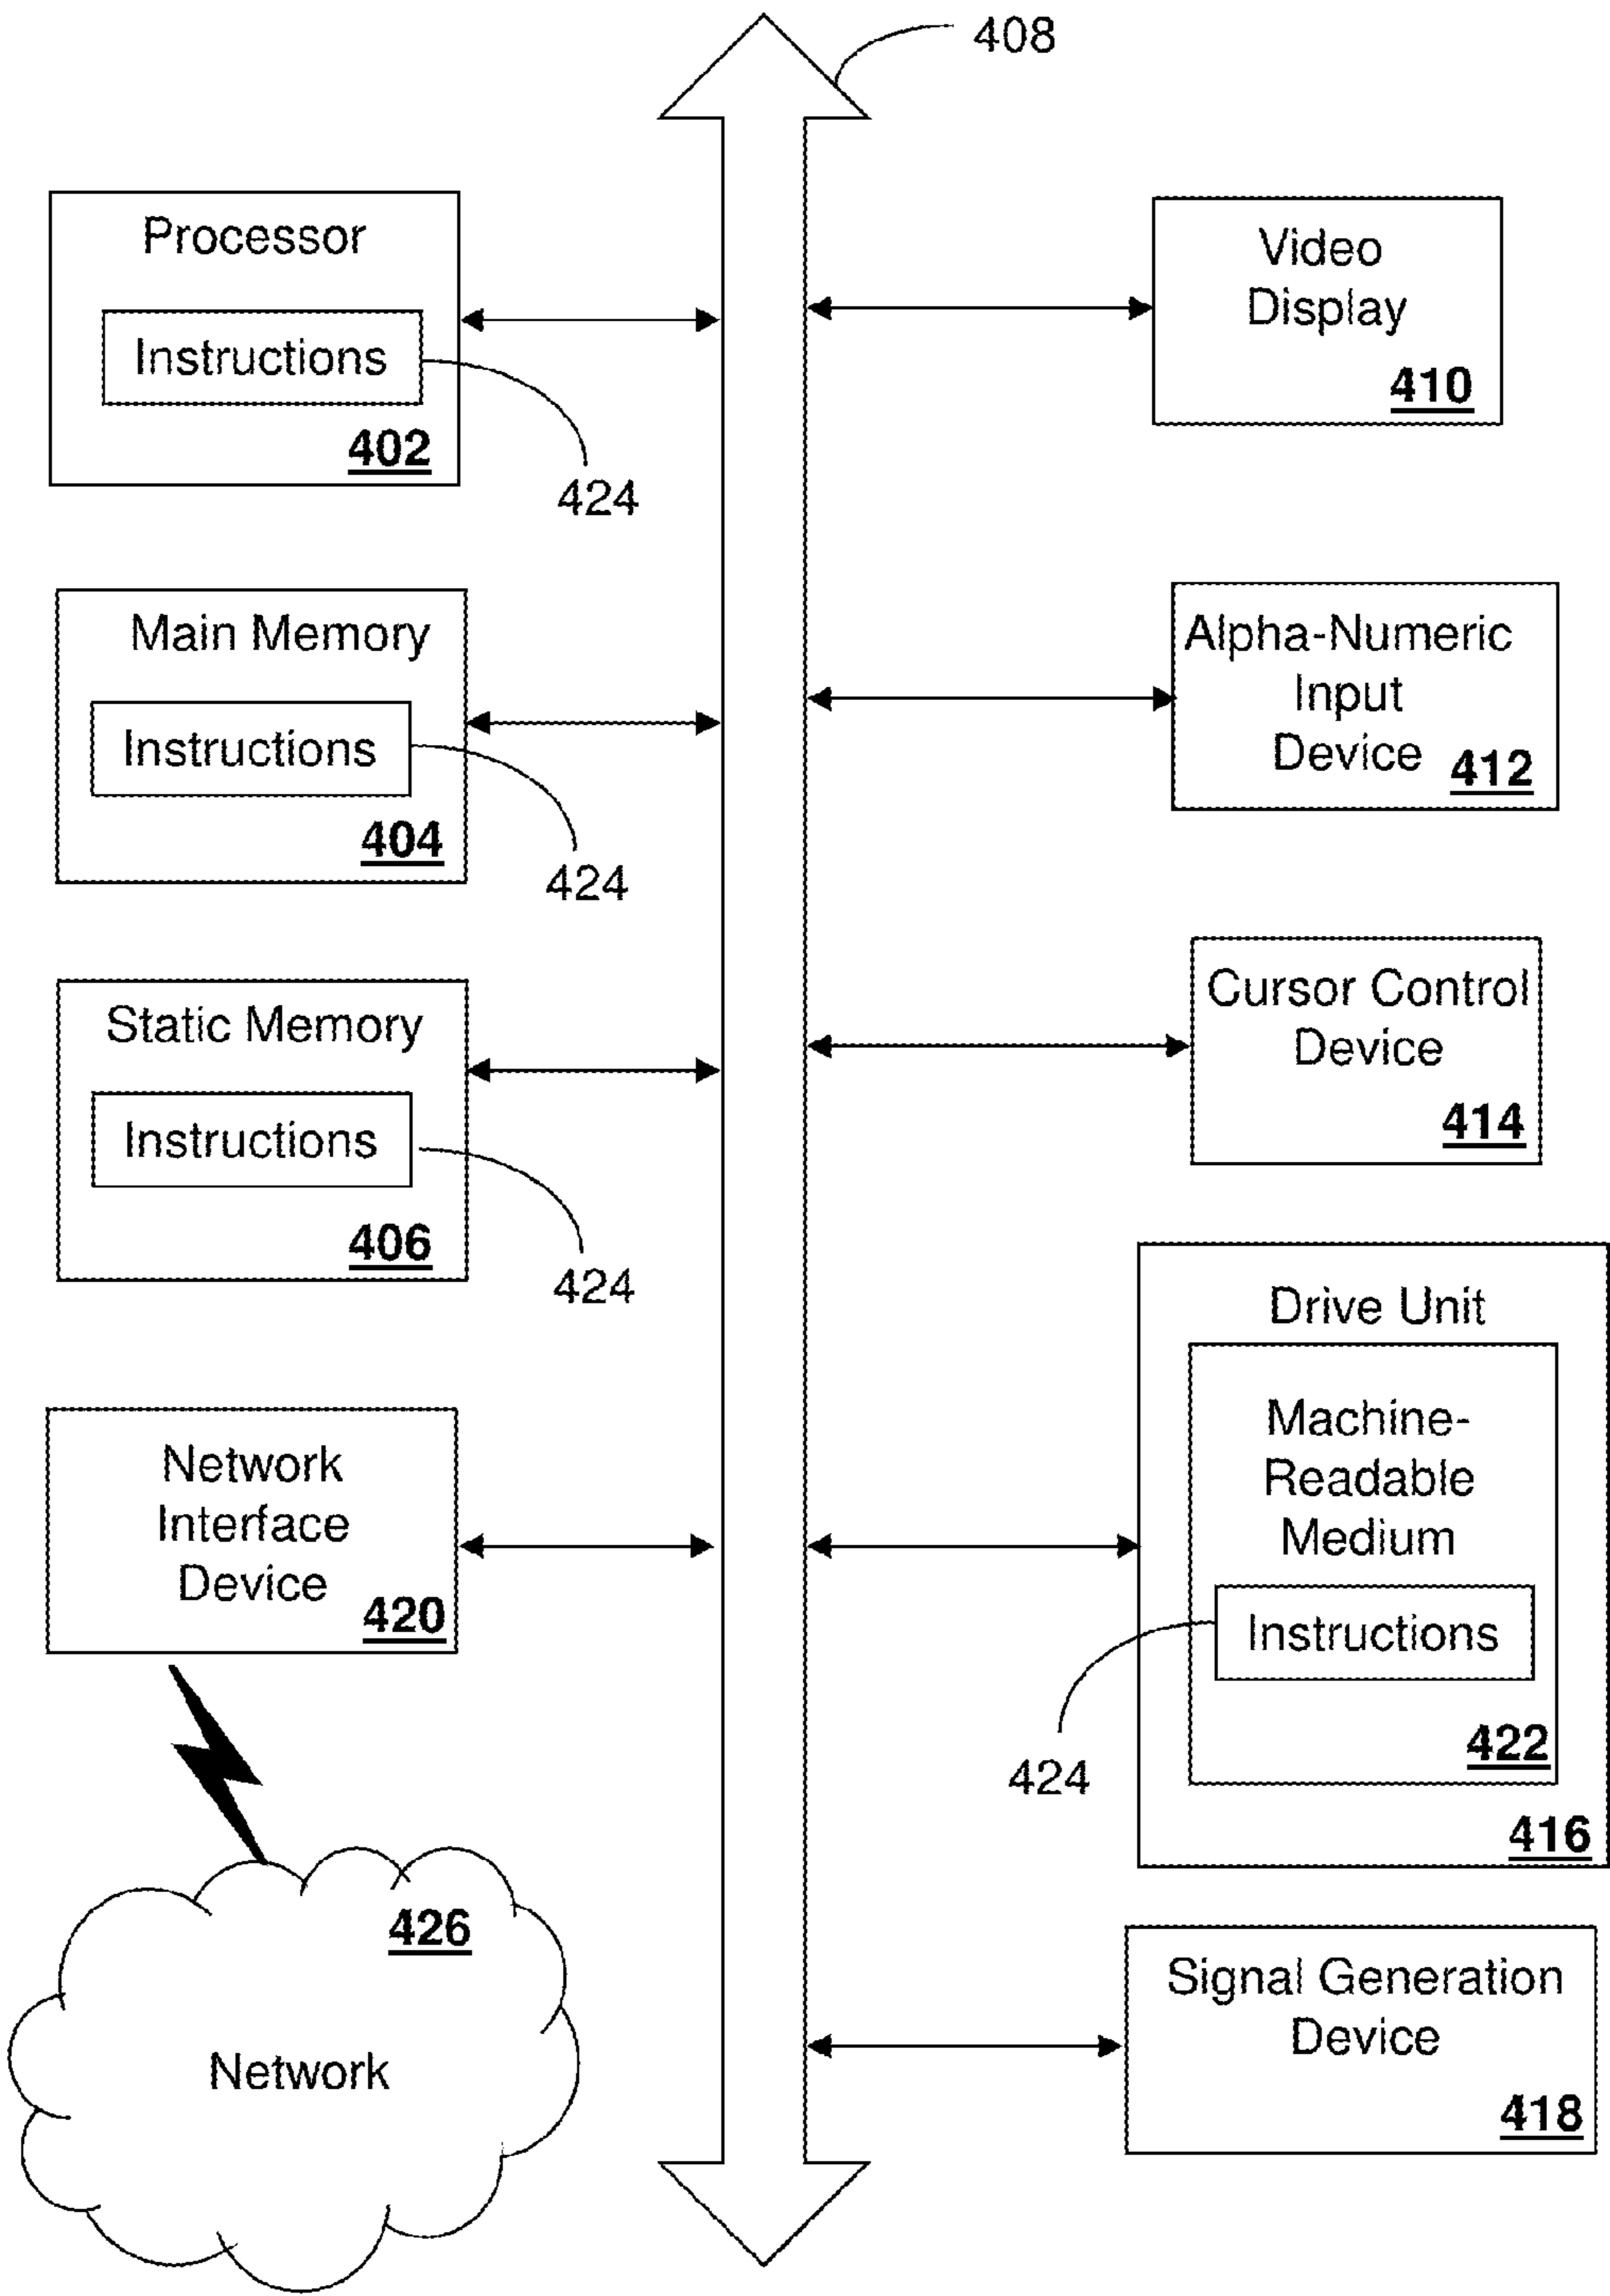 408
Processor
Instructions
402
424
Main Memory
Instructions
404
424
Static Memory
Instructions
406
424
Network
Interface
Device
420
426
Network
Video
Display
410
Alpha-Numeric
Input
Device 412
Cursor Control
Device
414
Drive Unit
Machine-
Readable
Medium
Instructions
424
422
416
Signal Generation
Device
418